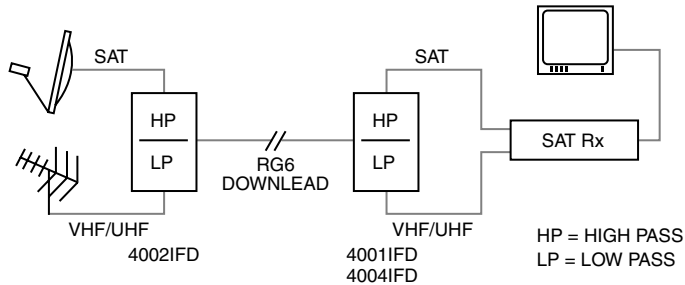 SAT
SAT
HP
LP
HP
LP
RG6
DOWNLEAD
SAT Rx
VHF/UHF
VHF/UHF
4002IFD
4001IFD
4004IFD
HP = HIGH PASS
LP = LOW PASS